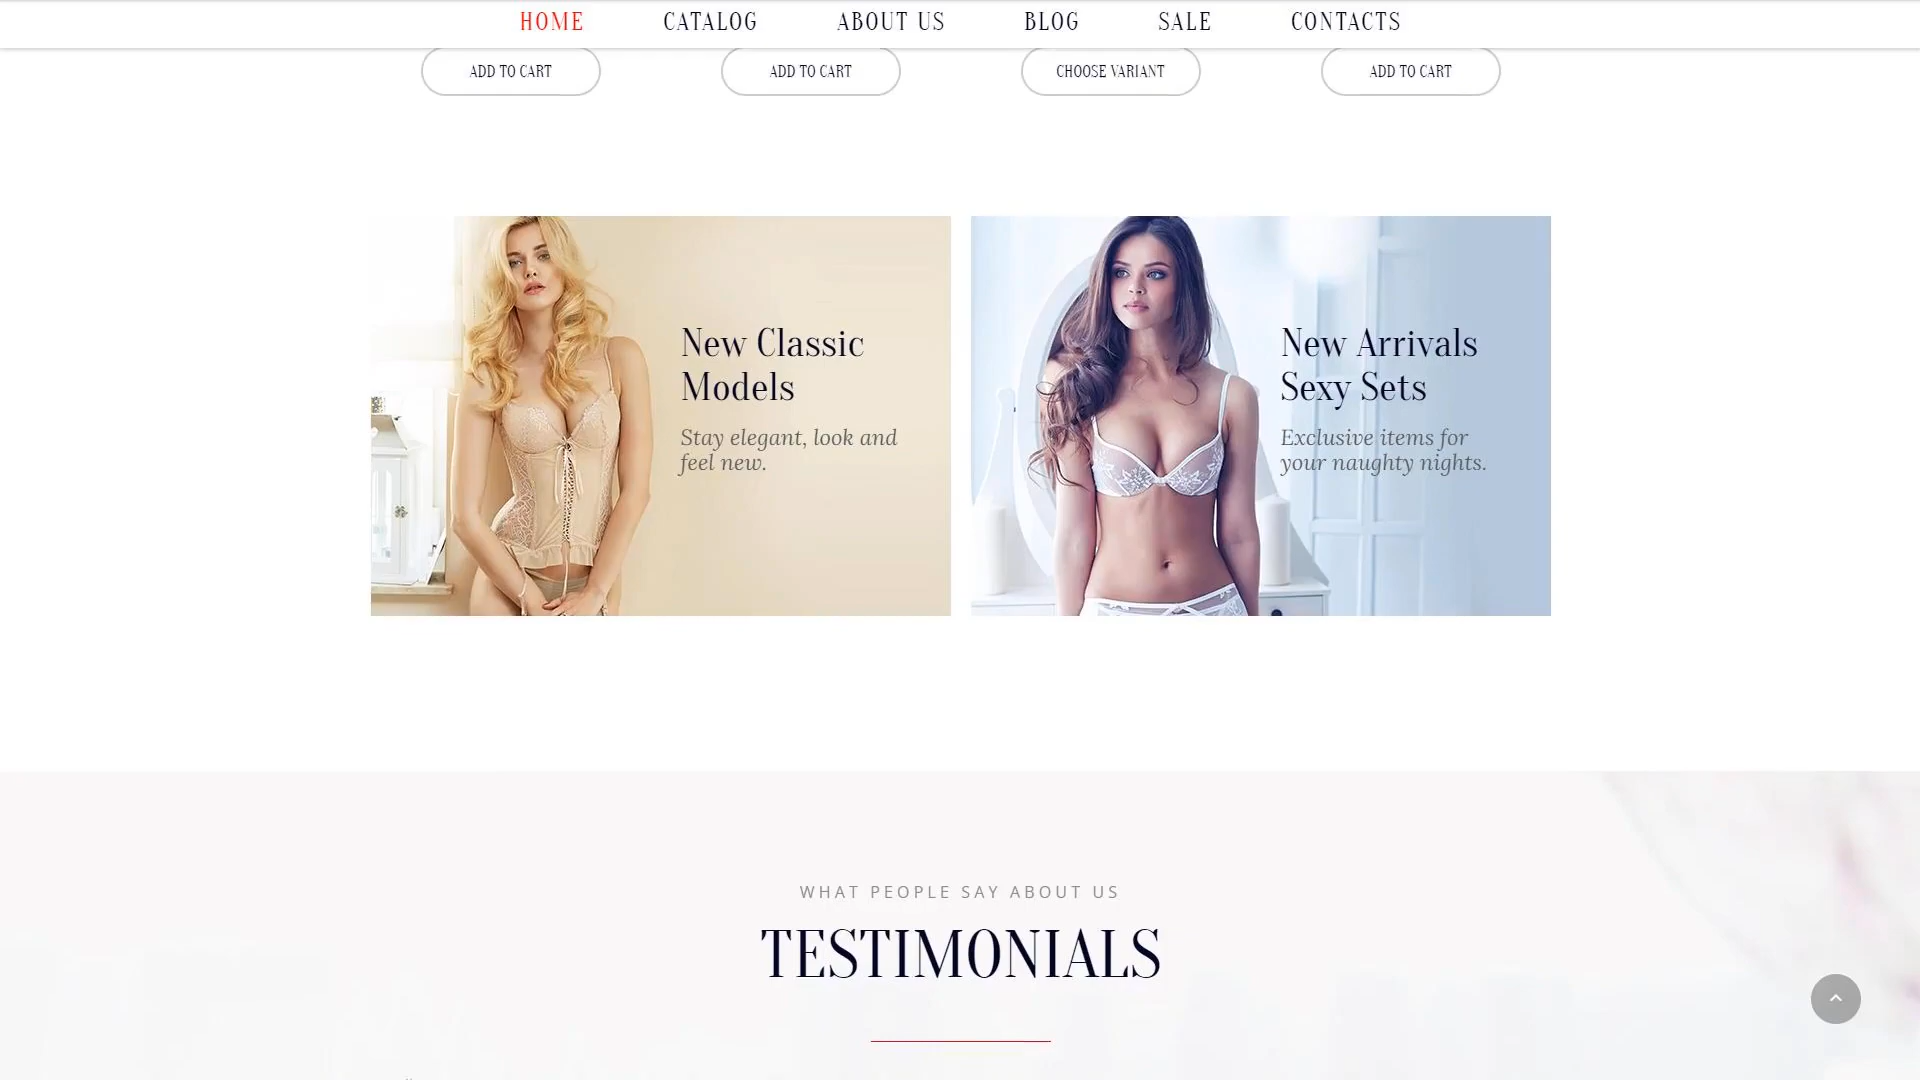 HOME CATALOG ABOUT US BLOG SALE CONTACTS
ADD TO CART ADD TO CART CHOOSE VARIANT ADD TO CART
New Classic
Models
Stay elegant, look and
feel new.
New Arrivals
Sexy Sets
Exclusive items for
your naughty nights.
WHAT PEOPLE SAY ABOUT US
TESTIMONIALS